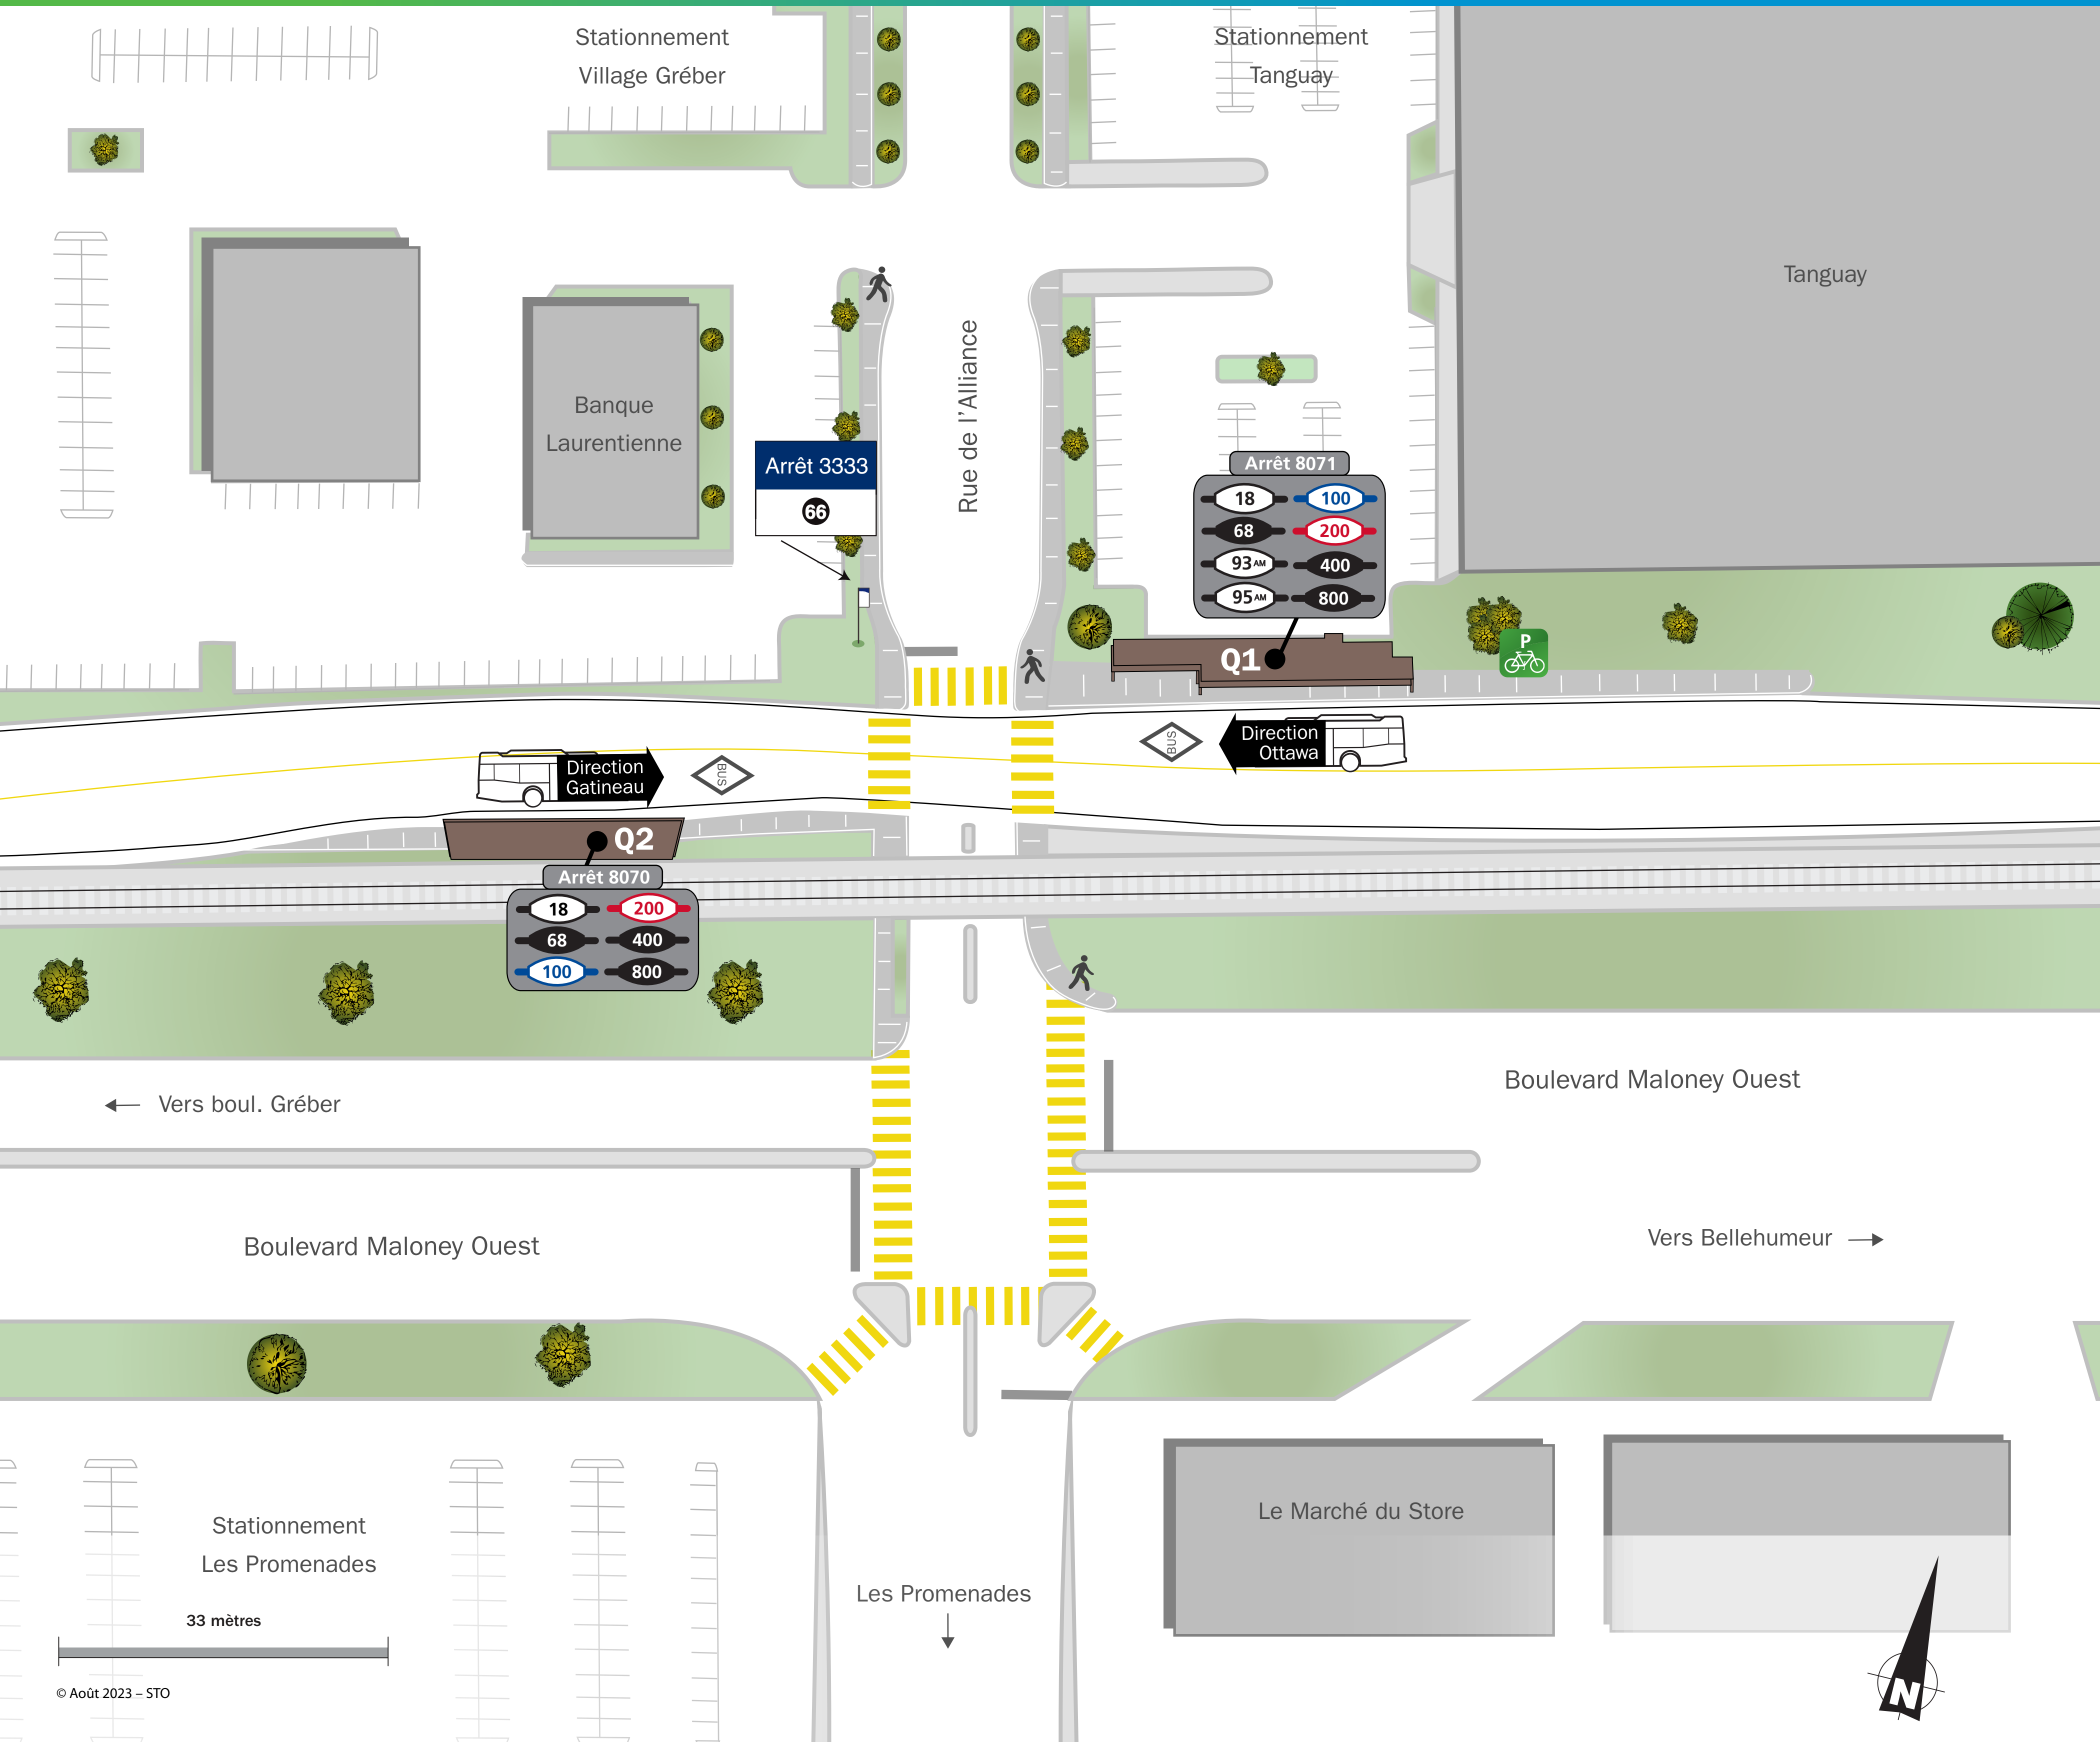 Stationnement
Village Gréber
Stationnement
Tanguay
Tanguay
Banque
Laurentienne
Arrêt 3333
66
Rue de l'Alliance
Arrêt 8071
18 100
68 200
93 AM 400
95 AM 800
Q1
P
BUS
Direction
Ottawa
Direction
Gatineau
BUS
Q2
Arrêt 8070
18 200
68 400
100 800
Vers boul. Gréber
Boulevard Maloney Ouest
Boulevard Maloney Ouest
Vers Bellehumeur
Stationnement
Les Promenades
Le Marché du Store
Les Promenades
33 mètres
© Août 2023 – STO
N